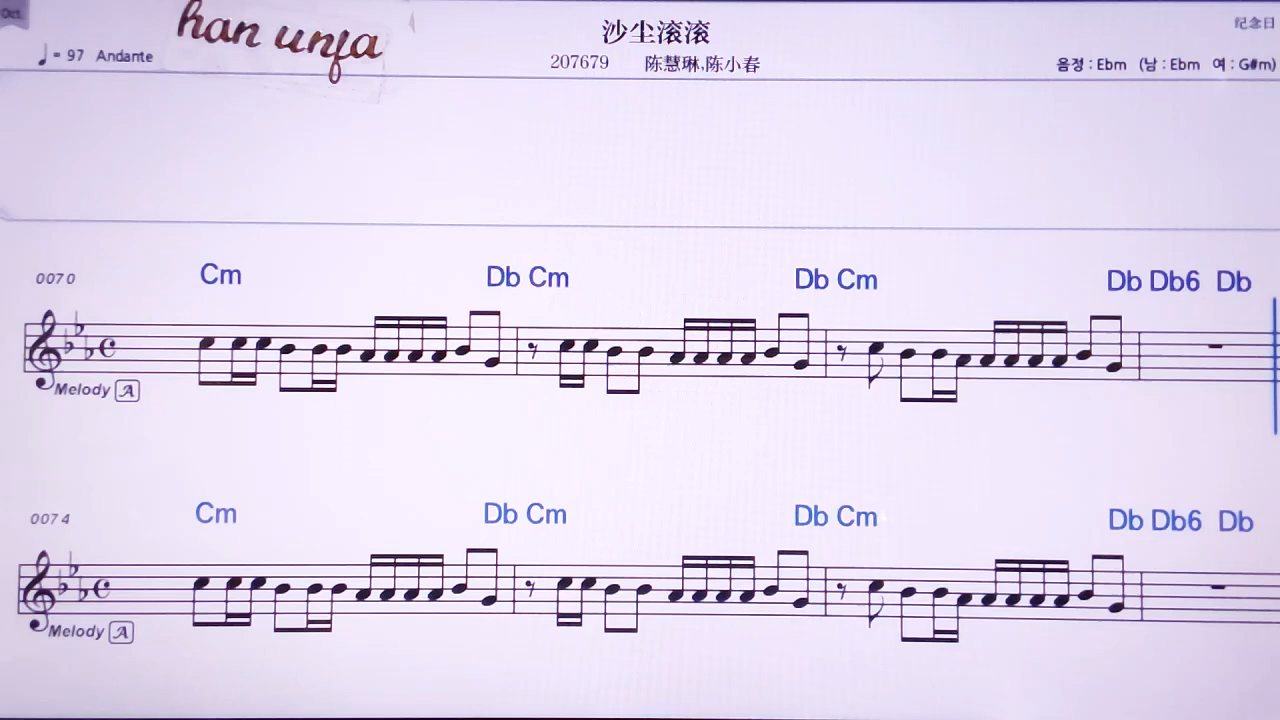 Oct.
han unja
沙尘滚滚
纪念日
♩= 97 Andante
207679 陈慧琳,陈小春
음정 : Ebm (남 : Ebm 여 : G#m)
0070 Cm Db Cm Db Cm Db Db6 Db
Melody A
0074 Cm Db Cm Db Cm Db Db6 Db
Melody A